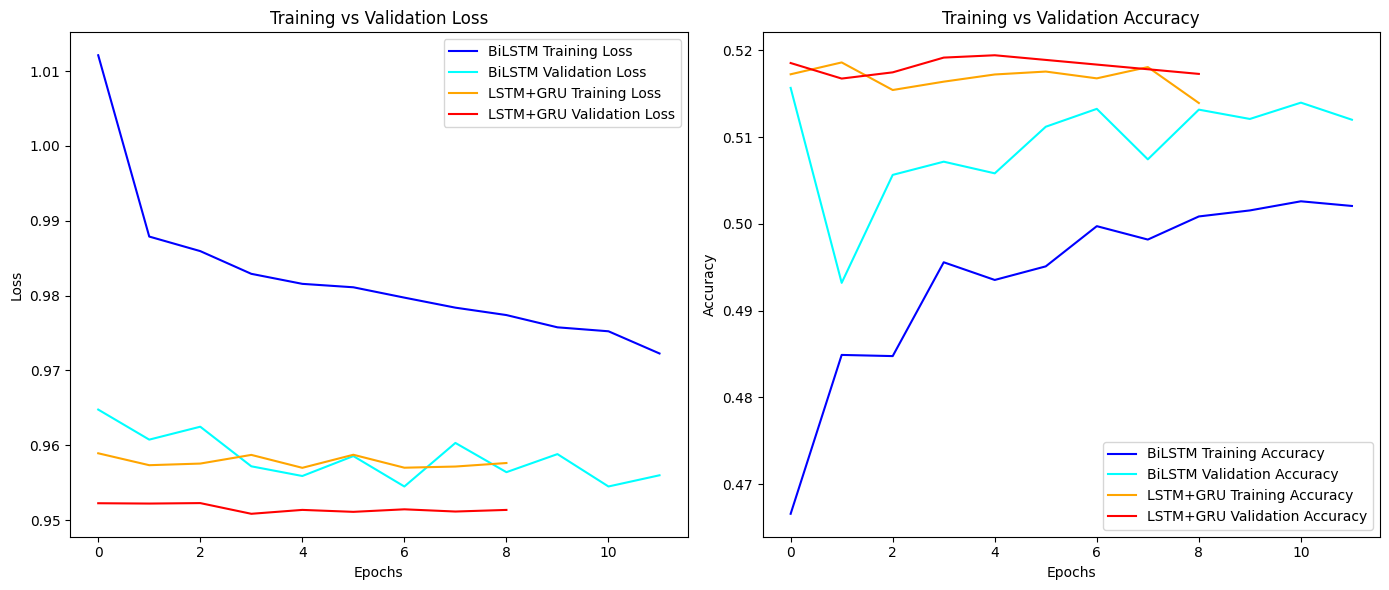 Training vs Validation Loss
1.01
1.00
0.99
0.98
0.97
0.96
0.95
Loss
0 2 4 6 8 10
Epochs
BiLSTM Training Loss
BiLSTM Validation Loss
LSTM+GRU Training Loss
LSTM+GRU Validation Loss
Training vs Validation Accuracy
0.52
0.51
0.50
0.49
0.48
0.47
Accuracy
0 2 4 6 8 10
Epochs
BiLSTM Training Accuracy
BiLSTM Validation Accuracy
LSTM+GRU Training Accuracy
LSTM+GRU Validation Accuracy